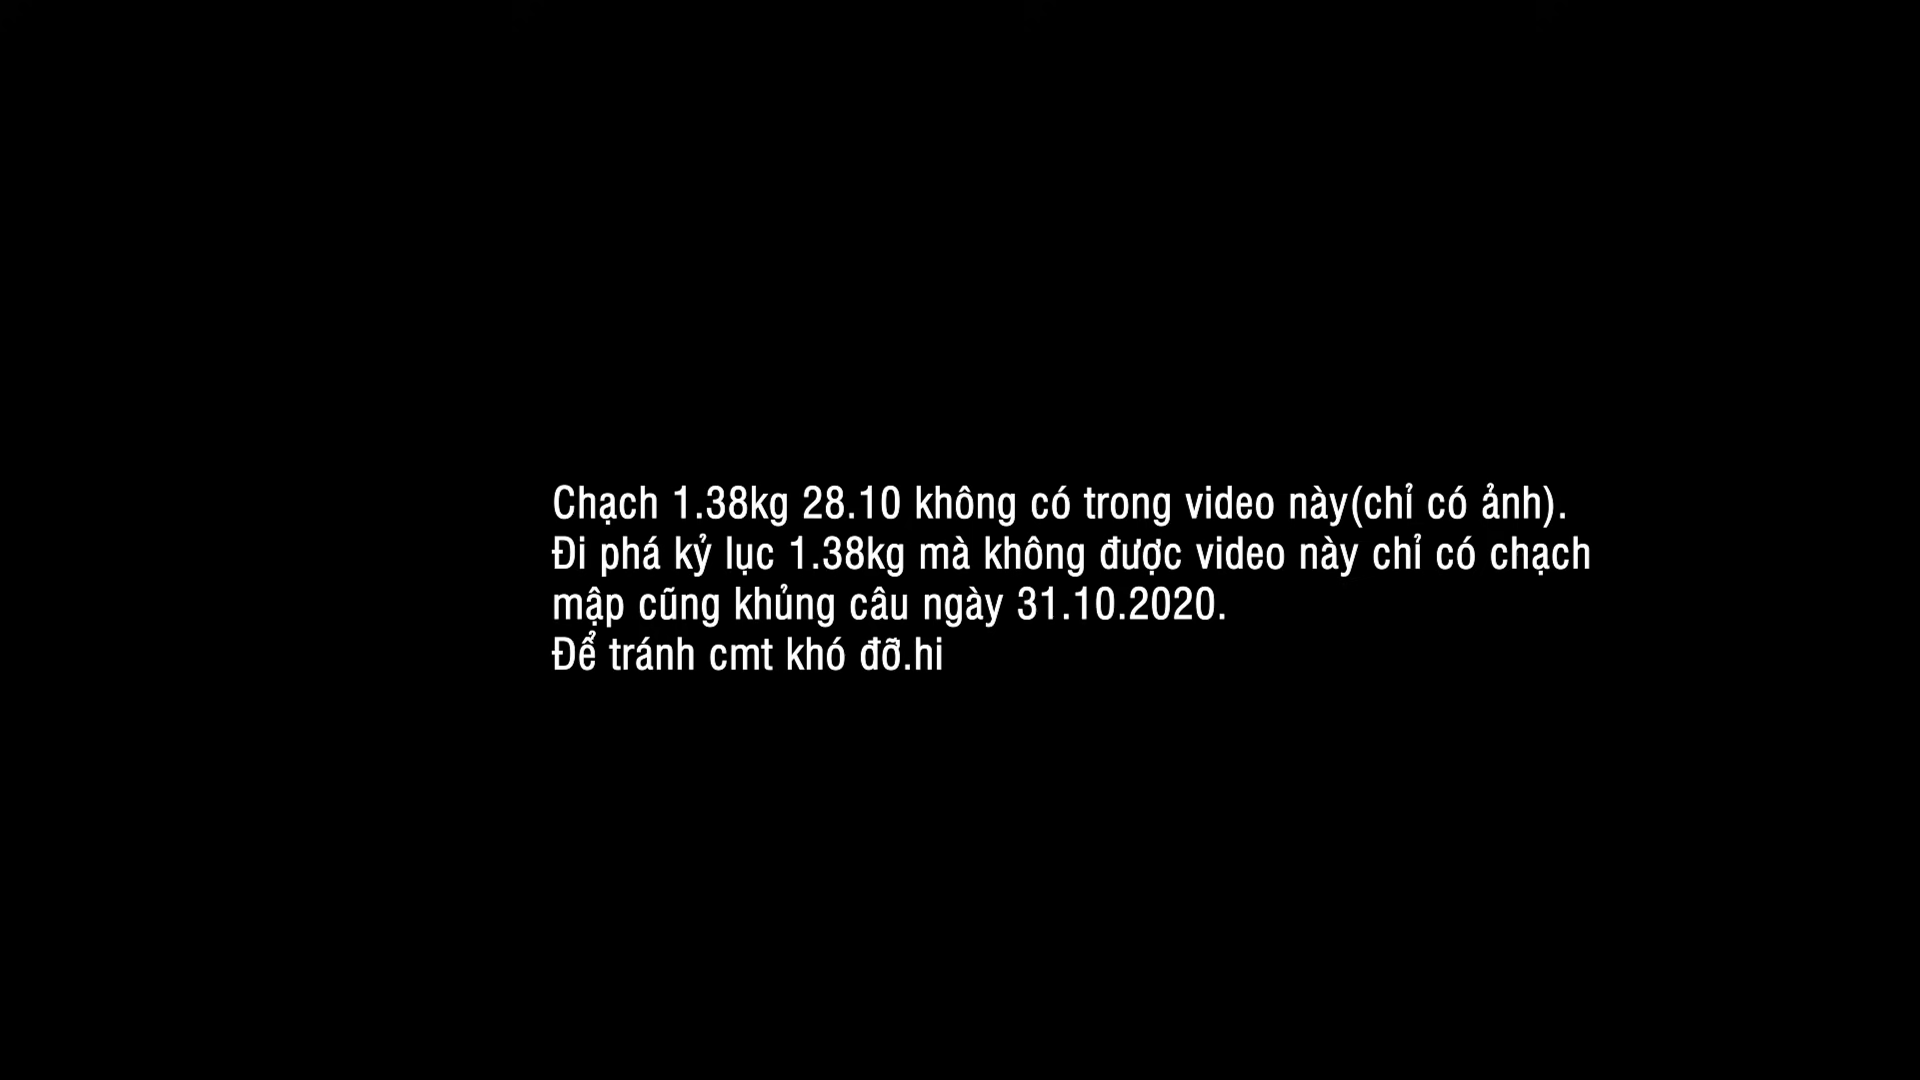 Chạch 1.38kg 28.10 không có trong video này(chỉ có ảnh).
Đi phá kỷ lục 1.38kg mà không được video này chỉ có chạch
mập cũng khủng câu ngày 31.10.2020.
Để tránh cmt khó đỡ.hi